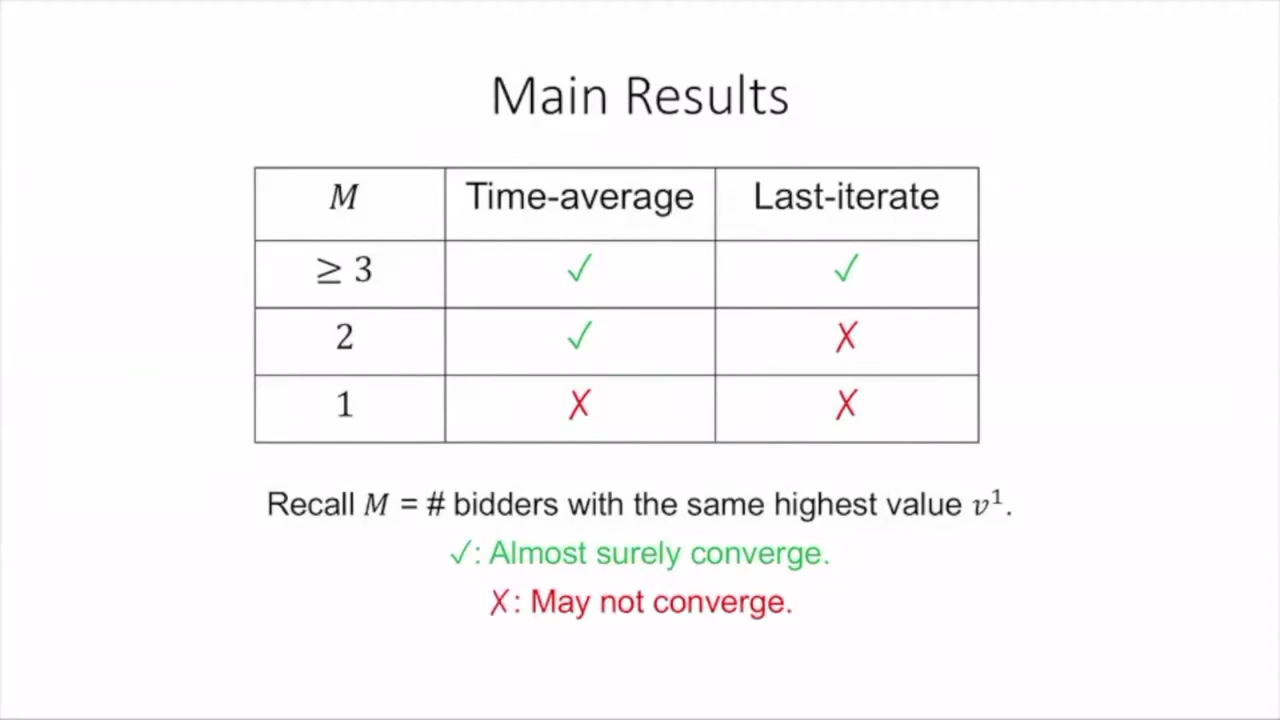 Main Results
M Time-average Last-iterate
≥ 3 ✓ ✓
2 ✓ ✗
1 ✗ ✗
Recall M = # bidders with the same highest value v¹.
✓: Almost surely converge.
✗: May not converge.